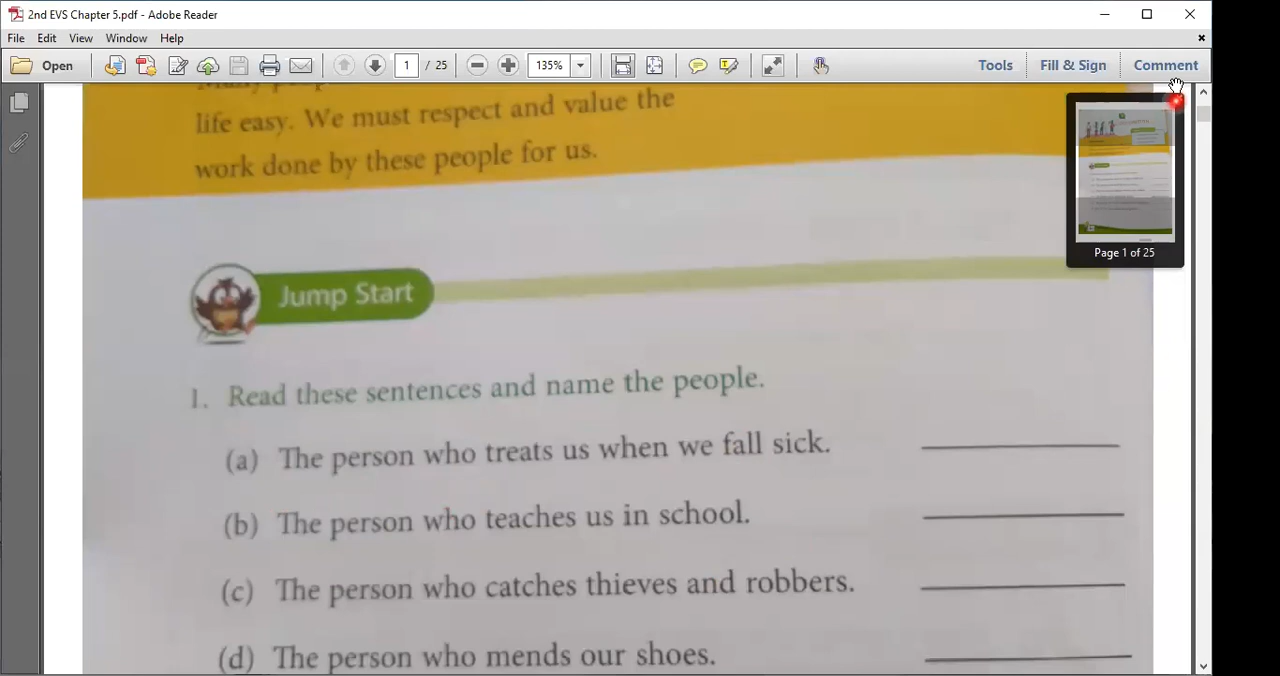 2nd EVS Chapter 5.pdf - Adobe Reader
File Edit View Window Help
Open 1 / 25 135% Tools Fill & Sign Comment
life easy. We must respect and value the
work done by these people for us.
Page 1 of 25
Jump Start
1. Read these sentences and name the people.
(a) The person who treats us when we fall sick.
(b) The person who teaches us in school.
(c) The person who catches thieves and robbers.
(d) The person who mends our shoes.